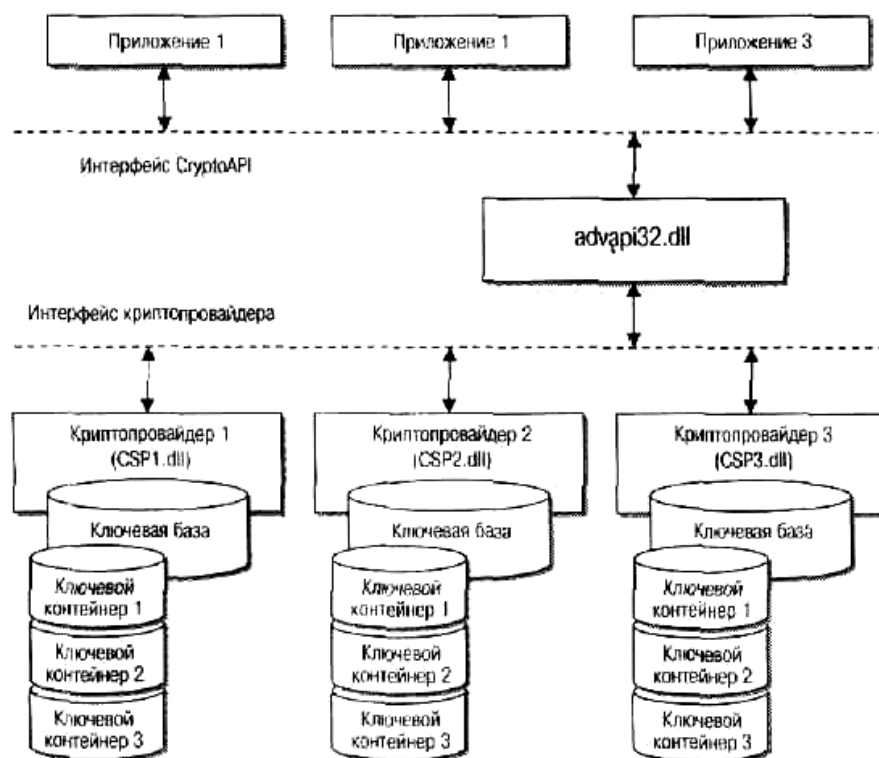 Приложение 1
Приложение 1
Приложение 3
Интерфейс CryptoAPI
advapi32.dll
Интерфейс криптопровайдера
Криптопровайдер 1
(CSP1.dll)
Криптопровайдер 2
(CSP2.dll)
Криптопровайдер 3
(CSP3.dll)
Ключевая база
Ключевая база
Ключевая база
Ключевой
контейнер 1
Ключевой
контейнер 2
Ключевой
контейнер 3
Ключевой
контейнер 1
Ключевой
контейнер 2
Ключевой
контейнер 3
Ключевой
контейнер 1
Ключевой
контейнер 2
Ключевой
контейнер 3